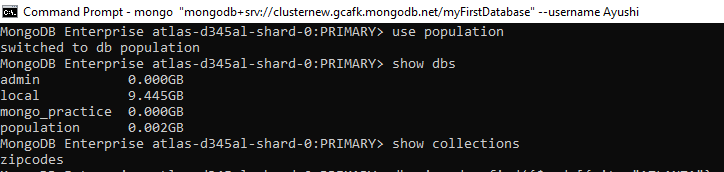 Command Prompt - mongo "mongodb+srv://clusternew.gcafk.mongodb.net/myFirstDatabase" --username Ayushi
MongoDB Enterprise atlas-d345al-shard-0:PRIMARY> use population
switched to db population
MongoDB Enterprise atlas-d345al-shard-0:PRIMARY> show dbs
admin 0.000GB
local 9.445GB
mongo_practice 0.000GB
population 0.002GB
MongoDB Enterprise atlas-d345al-shard-0:PRIMARY> show collections
zipcodes